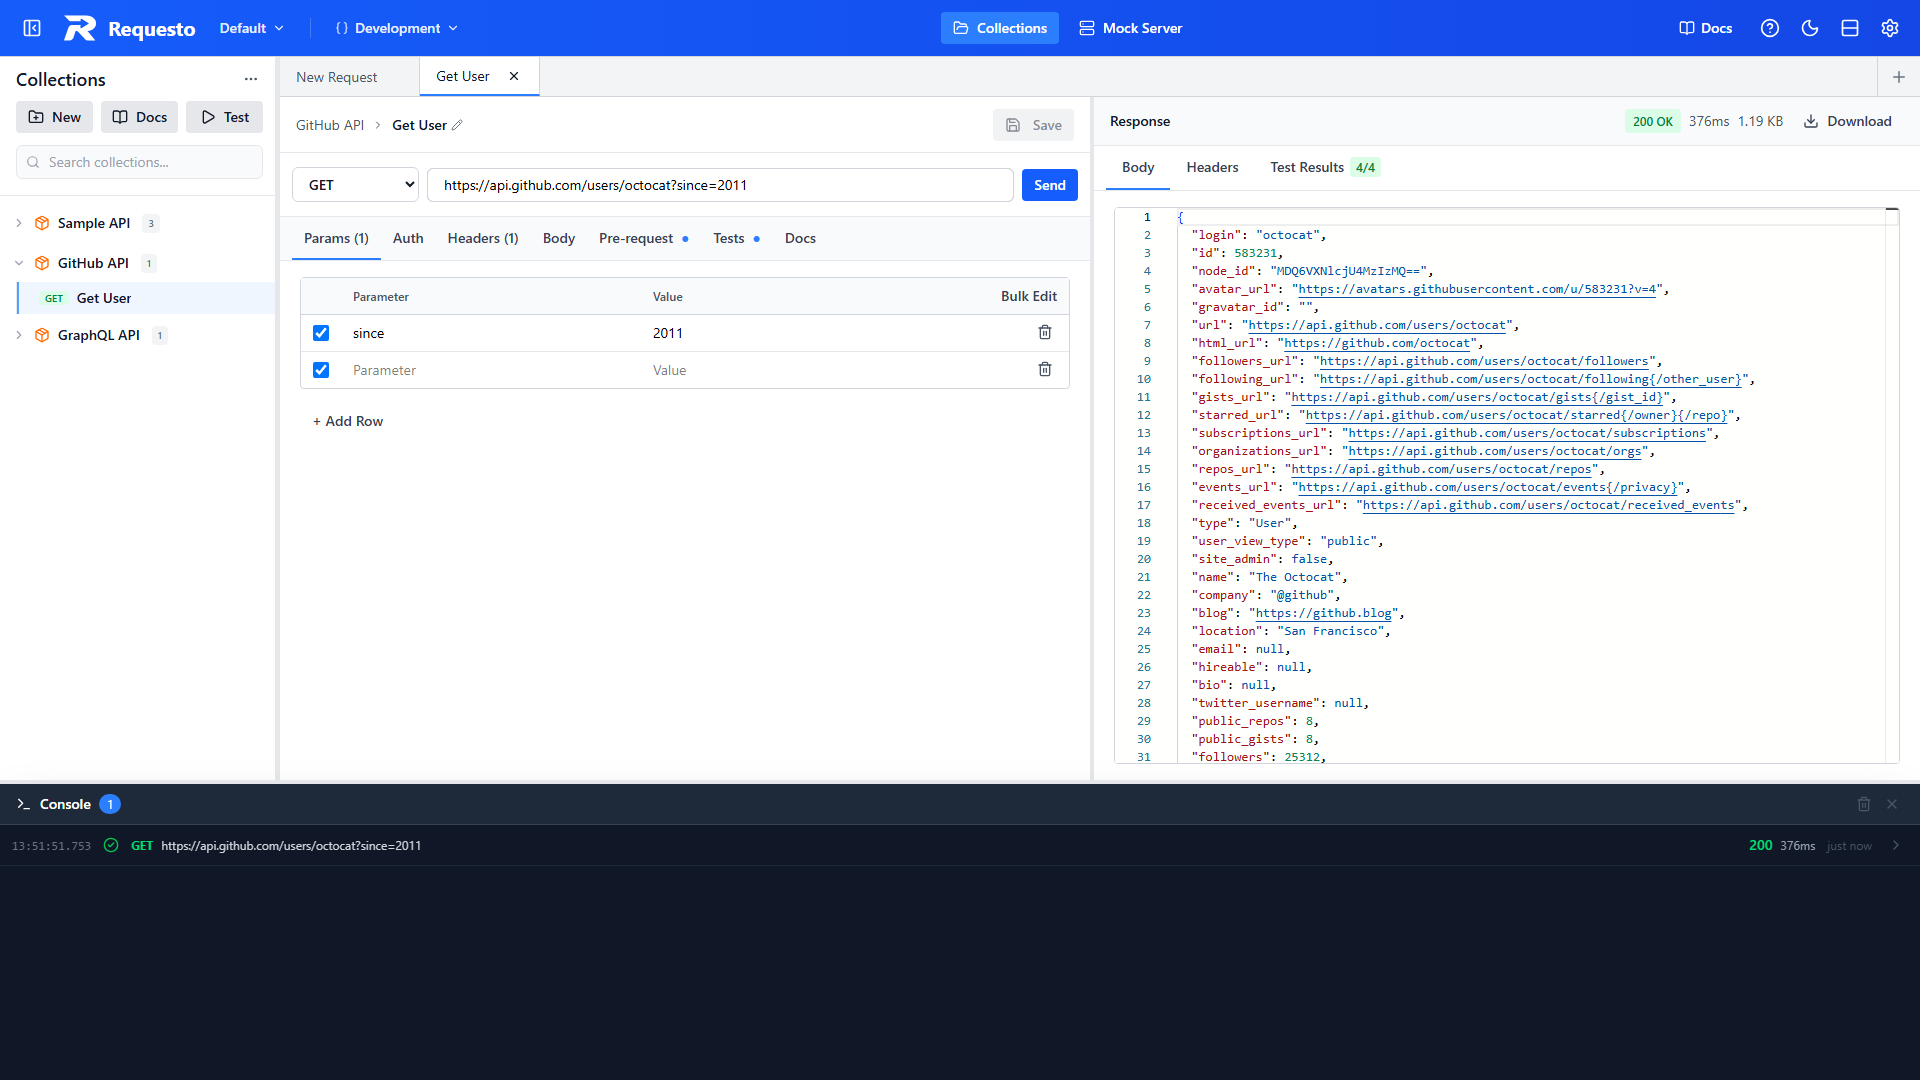 Requesto
Default
{ } Development
Collections
Mock Server
Docs
Collections
New
Docs
Test
Search collections...
Sample API 3
GitHub API 1
GET Get User
GraphQL API 1
New Request
Get User
GitHub API > Get User
Save
GET
https://api.github.com/users/octocat?since=2011
Send
Params (1)
Auth
Headers (1)
Body
Pre-request
Tests
Docs
Parameter
Value
Bulk Edit
since
2011
Parameter
Value
+ Add Row
Response
200 OK
376ms
1.19 KB
Download
Body
Headers
Test Results 4/4
1 {
2 "login": "octocat",
3 "id": 583231,
4 "node_id": "MDQ6VXNlcjU4MzIzMQ==",
5 "avatar_url": "https://avatars.githubusercontent.com/u/583231?v=4",
6 "gravatar_id": "",
7 "url": "https://api.github.com/users/octocat",
8 "html_url": "https://github.com/octocat",
9 "followers_url": "https://api.github.com/users/octocat/followers",
10 "following_url": "https://api.github.com/users/octocat/following{/other_user}",
11 "gists_url": "https://api.github.com/users/octocat/gists{/gist_id}",
12 "starred_url": "https://api.github.com/users/octocat/starred{/owner}{/repo}",
13 "subscriptions_url": "https://api.github.com/users/octocat/subscriptions",
14 "organizations_url": "https://api.github.com/users/octocat/orgs",
15 "repos_url": "https://api.github.com/users/octocat/repos",
16 "events_url": "https://api.github.com/users/octocat/events{/privacy}",
17 "received_events_url": "https://api.github.com/users/octocat/received_events",
18 "type": "User",
19 "user_view_type": "public",
20 "site_admin": false,
21 "name": "The Octocat",
22 "company": "@github",
23 "blog": "https://github.blog",
24 "location": "San Francisco",
25 "email": null,
26 "hireable": null,
27 "bio": null,
28 "twitter_username": null,
29 "public_repos": 8,
30 "public_gists": 8,
31 "followers": 25312,
Console 1
13:51:51.753 GET https://api.github.com/users/octocat?since=2011 200 376ms just now